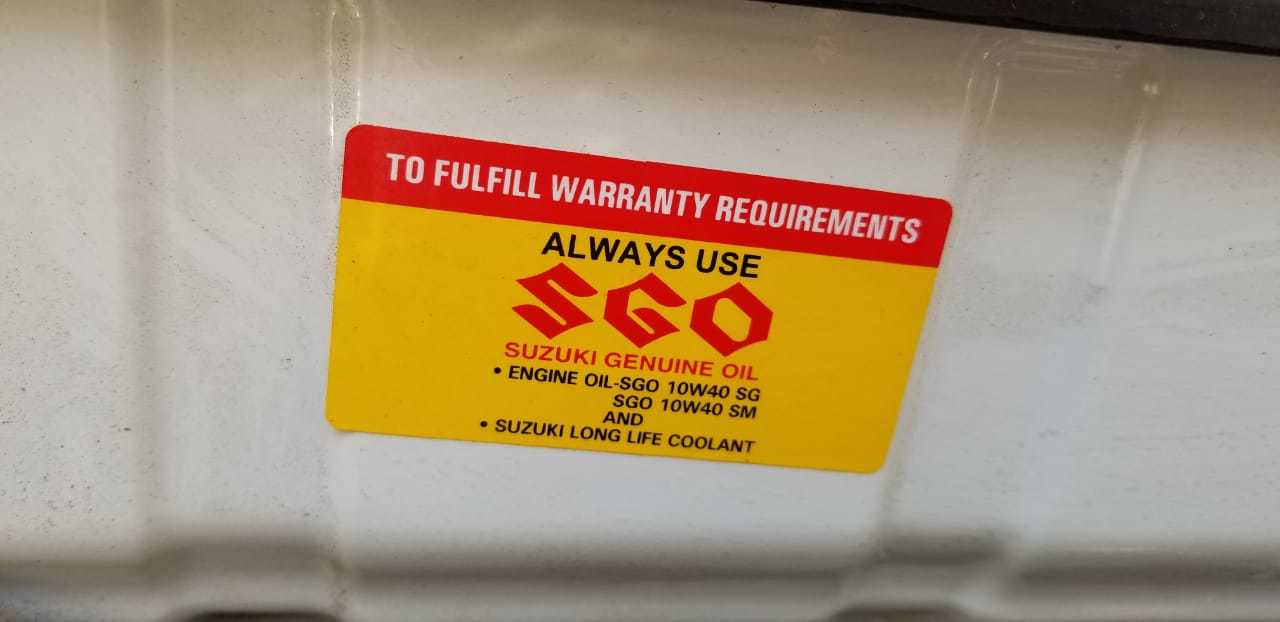 TO FULFILL WARRANTY REQUIREMENTS
ALWAYS USE
SGO
SUZUKI GENUINE OIL
• ENGINE OIL-SGO 10W40 SG
SGO 10W40 SM
AND
• SUZUKI LONG LIFE COOLANT